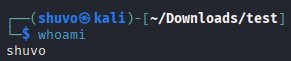 ┌──(shuvo㉿kali)-[~/Downloads/test]
└─$ whoami
shuvo